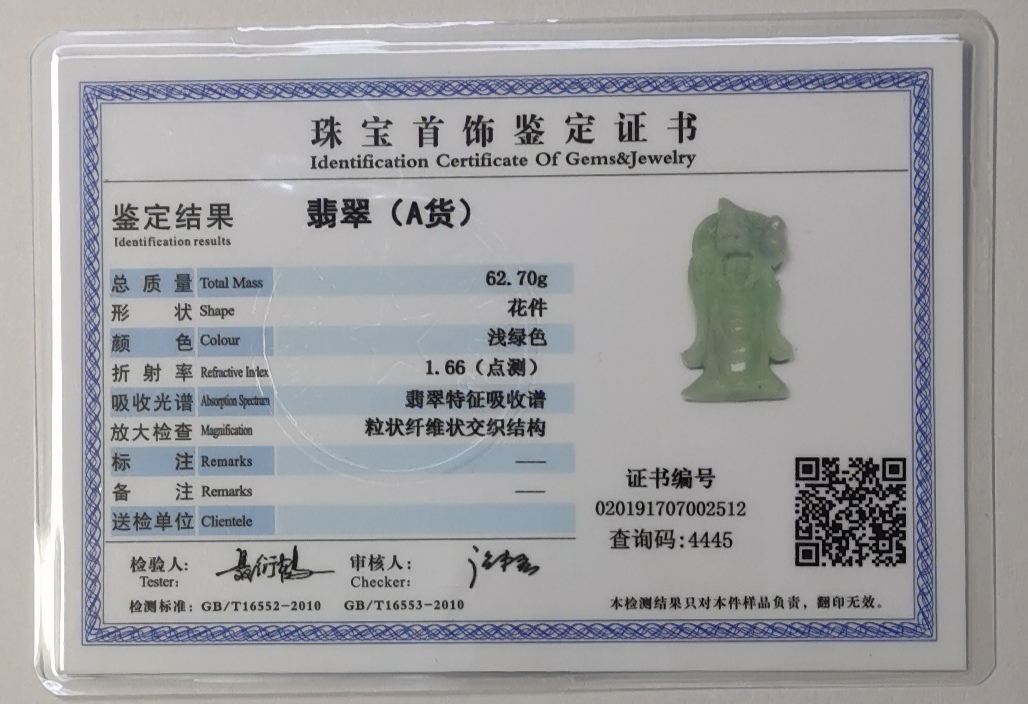 珠宝首饰鉴定证书
Identification Certificate Of Gems&Jewelry
鉴定结果 翡翠（A货）
Identification results
总质量 Total Mass 62.70g
形状 Shape 花件
颜色 Colour 浅绿色
折射率 Refractive Index 1.66（点测）
吸收光谱 Absorption Spectrum 翡翠特征吸收谱
放大检查 Magnification 粒状纤维状交织结构
标注 Remarks ——
备注 Remarks ——
送检单位 Clientele
证书编号
020191707002512
查询码:4445
检验人: 审核人:
Tester: Checker:
检测标准: GB/T16552-2010 GB/T16553-2010
本检测结果只对本件样品负责，翻印无效。